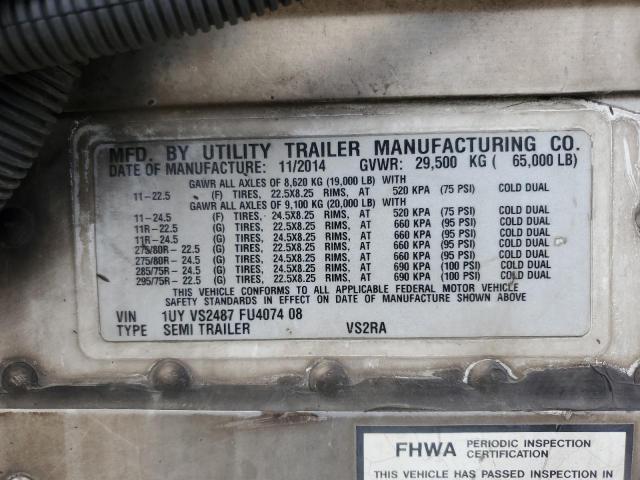 MFD. BY UTILITY TRAILER MANUFACTURING CO.
DATE OF MANUFACTURE: 11/2014 GVWR: 29,500 KG ( 65,000 LB)
GAWR ALL AXLES OF 8,620 KG (19,000 LB) WITH
11-22.5 (F) TIRES, 22.5X8.25 RIMS, AT 520 KPA (75 PSI) COLD DUAL
GAWR ALL AXLES OF 9,100 KG (20,000 LB) WITH
11-24.5 (F) TIRES, 24.5X8.25 RIMS, AT 520 KPA (75 PSI) COLD DUAL
11R-22.5 (G) TIRES, 22.5X8.25 RIMS, AT 660 KPA (95 PSI) COLD DUAL
11R-24.5 (G) TIRES, 24.5X8.25 RIMS, AT 660 KPA (95 PSI) COLD DUAL
275/80R- 22.5 (G) TIRES, 22.5X8.25 RIMS, AT 660 KPA (95 PSI) COLD DUAL
275/80R- 24.5 (G) TIRES, 24.5X8.25 RIMS, AT 660 KPA (95 PSI) COLD DUAL
285/75R- 24.5 (G) TIRES, 24.5X8.25 RIMS, AT 690 KPA (100 PSI) COLD DUAL
295/75R- 22.5 (G) TIRES, 22.5X8.25 RIMS, AT 690 KPA (100 PSI) COLD DUAL
THIS VEHICLE CONFORMS TO ALL APPLICABLE FEDERAL MOTOR VEHICLE
SAFETY STANDARDS IN EFFECT ON DATE OF MANUFACTURE SHOWN ABOVE
VIN 1UY VS2487 FU4074 08
TYPE SEMI TRAILER VS2RA
FHWA PERIODIC INSPECTION
CERTIFICATION
THIS VEHICLE HAS PASSED INSPECTION IN